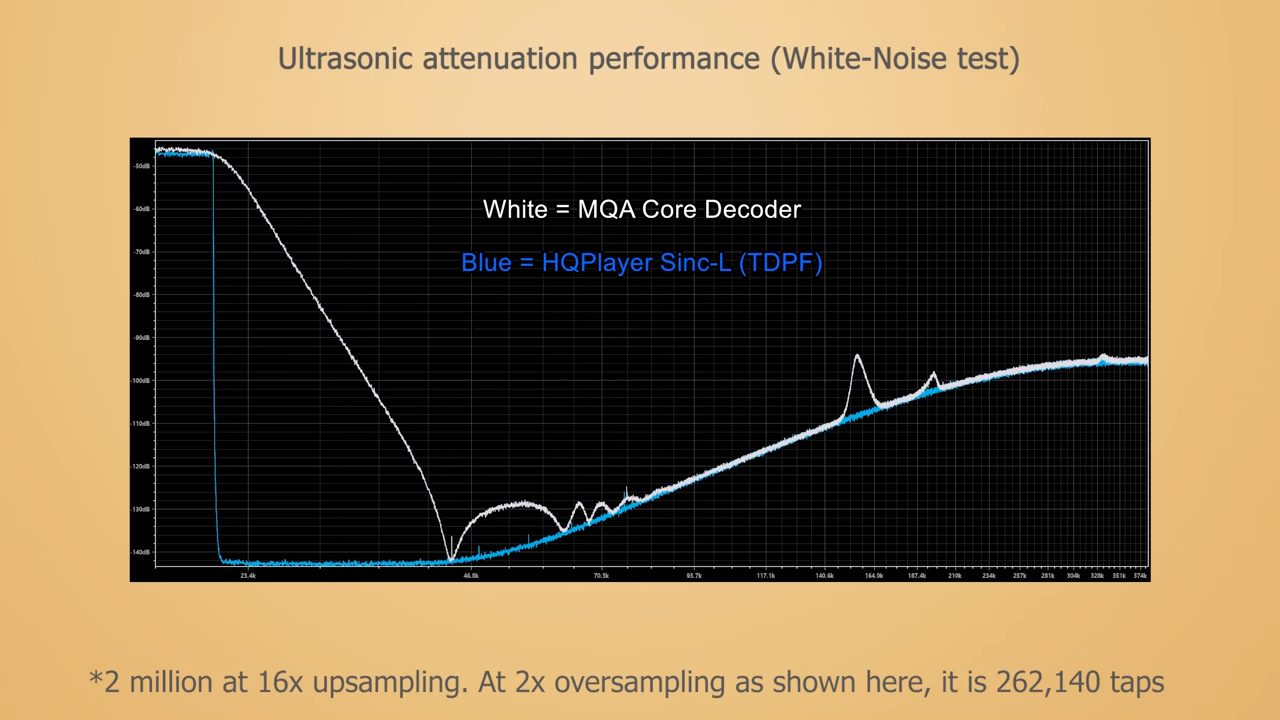 Ultrasonic attenuation performance (White-Noise test)
White = MQA Core Decoder
Blue = HQPlayer Sinc-L (TDPF)
-50dB
-60dB
-70dB
-80dB
-90dB
-100dB
-110dB
-120dB
-130dB
-140dB
23.4k 46.8k 70.3k 93.7k 117.1k 140.6k 164.0k 187.4k 210k 234k 257k 281k 304k 328k 351k 374k
*2 million at 16x upsampling. At 2x oversampling as shown here, it is 262,140 taps